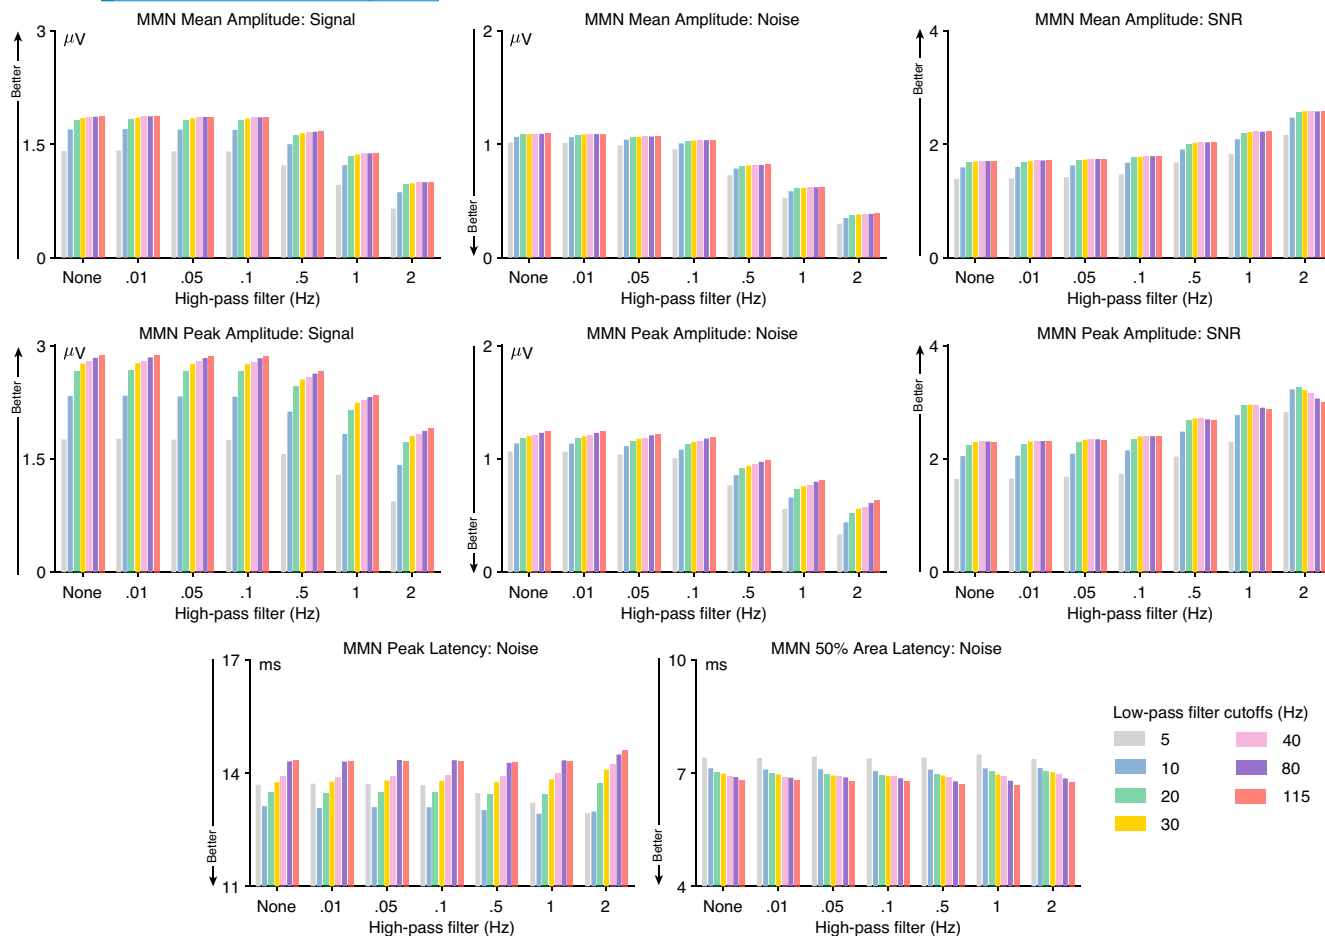 MMN Mean Amplitude: Signal
Better
μV
3
1.5
0
None .01 .05 .1 .5 1 2
High-pass filter (Hz)
MMN Mean Amplitude: Noise
Better
μV
2
1
0
None .01 .05 .1 .5 1 2
High-pass filter (Hz)
MMN Mean Amplitude: SNR
Better
4
2
0
None .01 .05 .1 .5 1 2
High-pass filter (Hz)
MMN Peak Amplitude: Signal
Better
μV
3
1.5
0
None .01 .05 .1 .5 1 2
High-pass filter (Hz)
MMN Peak Amplitude: Noise
Better
μV
2
1
0
None .01 .05 .1 .5 1 2
High-pass filter (Hz)
MMN Peak Amplitude: SNR
Better
4
2
0
None .01 .05 .1 .5 1 2
High-pass filter (Hz)
MMN Peak Latency: Noise
Better
ms
17
14
11
None .01 .05 .1 .5 1 2
High-pass filter (Hz)
MMN 50% Area Latency: Noise
Better
ms
10
7
4
None .01 .05 .1 .5 1 2
High-pass filter (Hz)
Low-pass filter cutoffs (Hz)
5 40
10 80
20 115
30